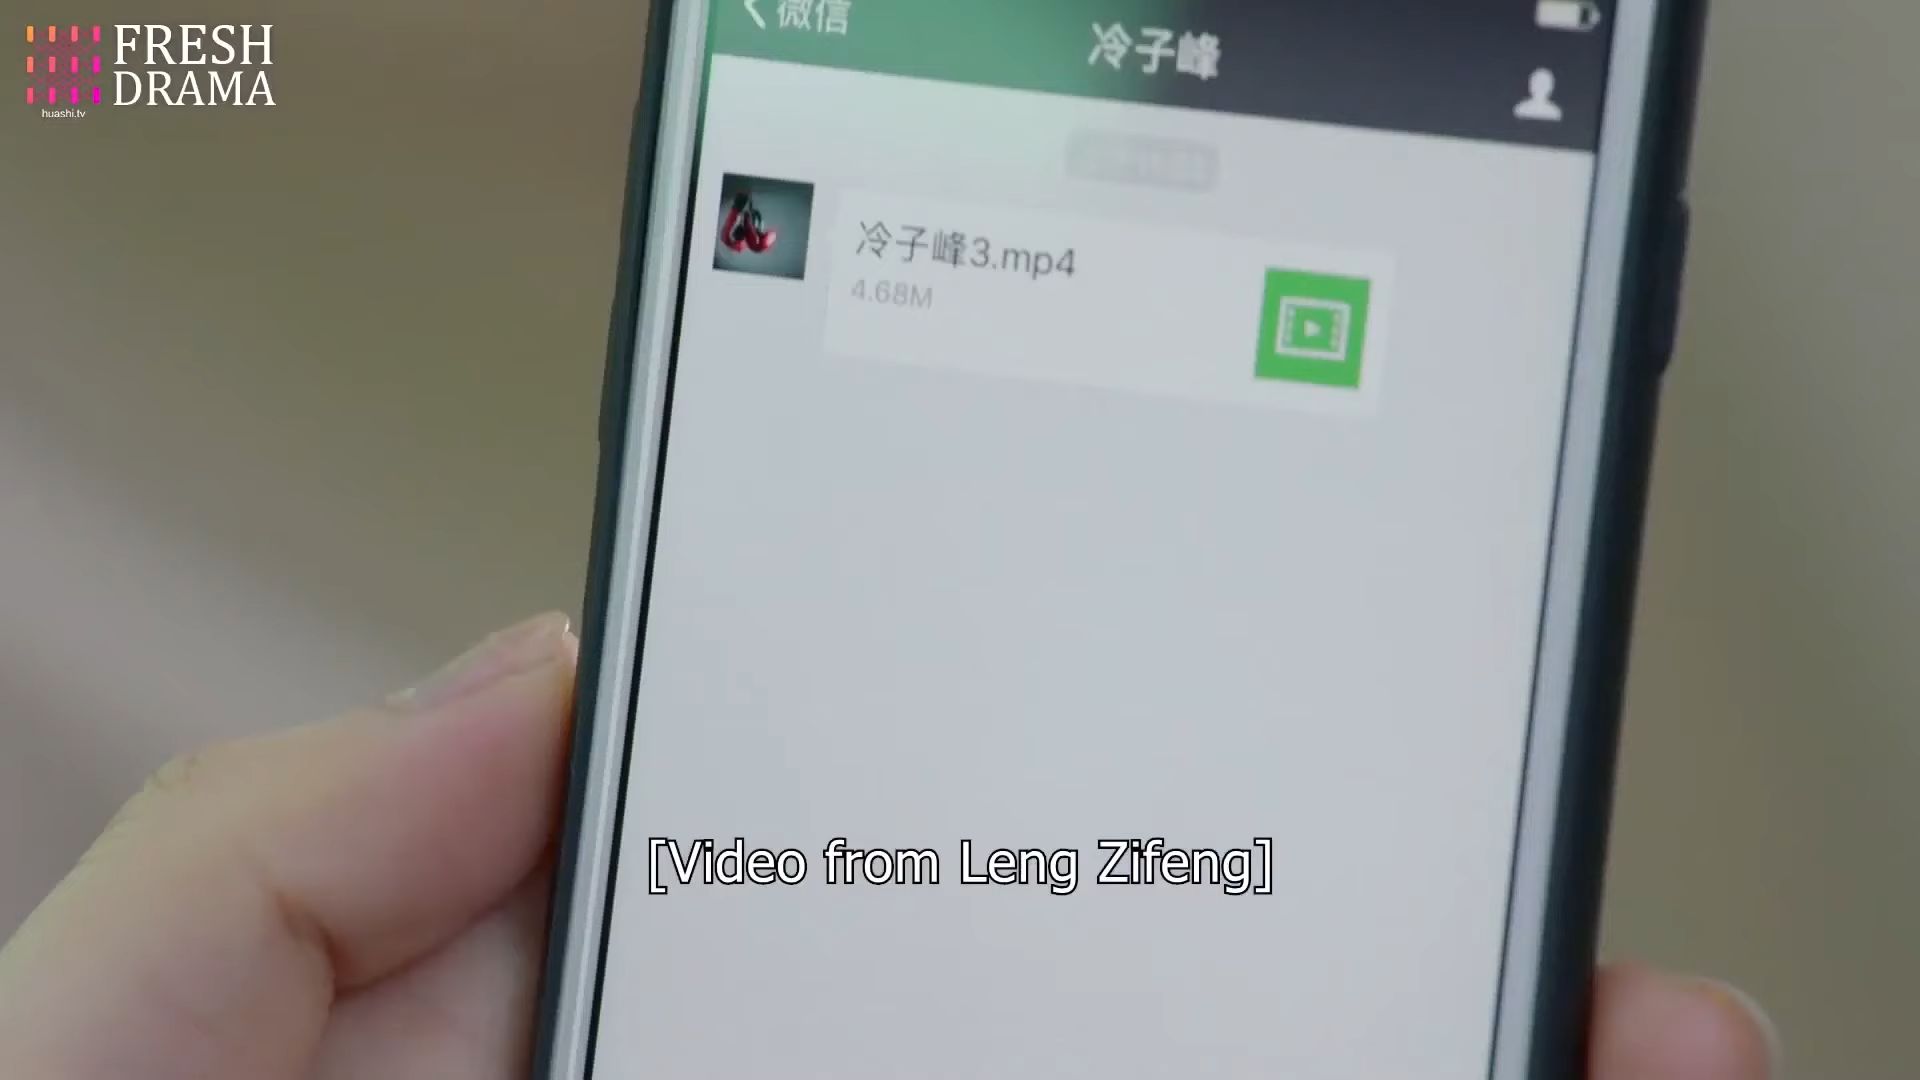 FRESH
DRAMA
huashi.tv
微信
冷子峰
冷子峰3.mp4
4.68M
[Video from Leng Zifeng]